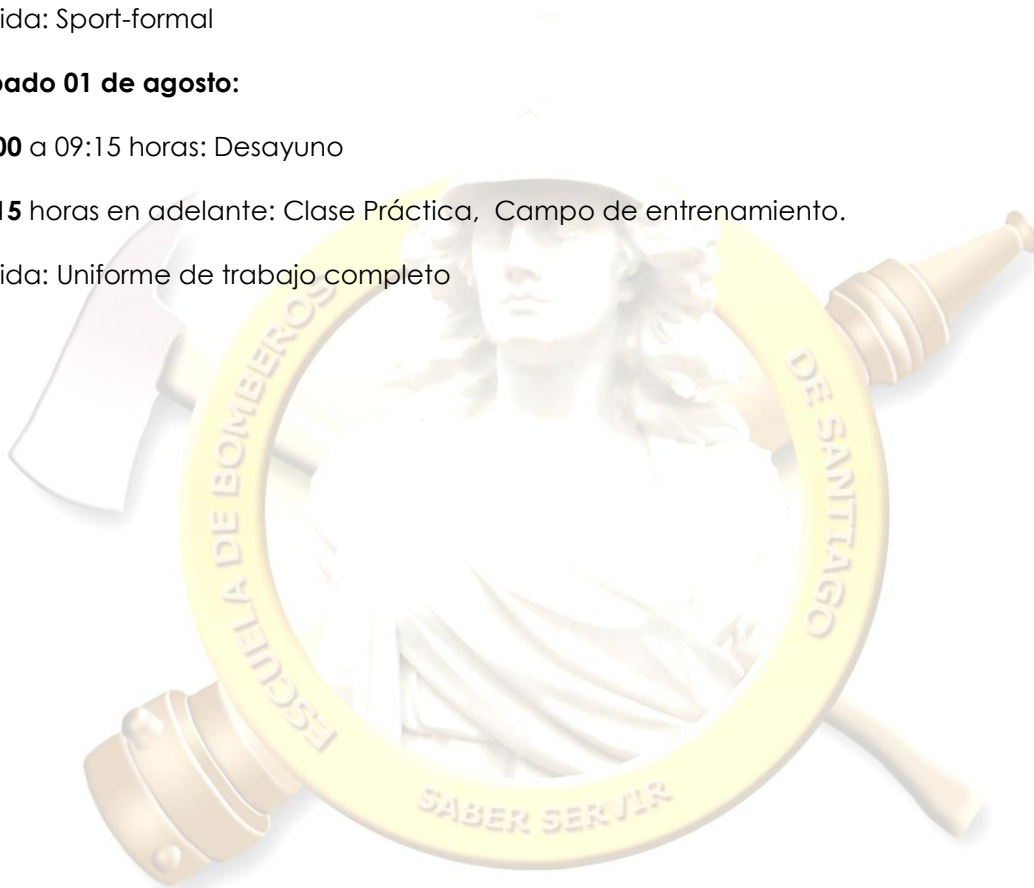 ida: Sport-formal
bado 01 de agosto:
00 a 09:15 horas: Desayuno
15 horas en adelante: Clase Práctica, Campo de entrenamiento.
ida: Uniforme de trabajo completo
ESCUELA DE BOMBEROS
DE SANTIAGO
SABER SERVIR